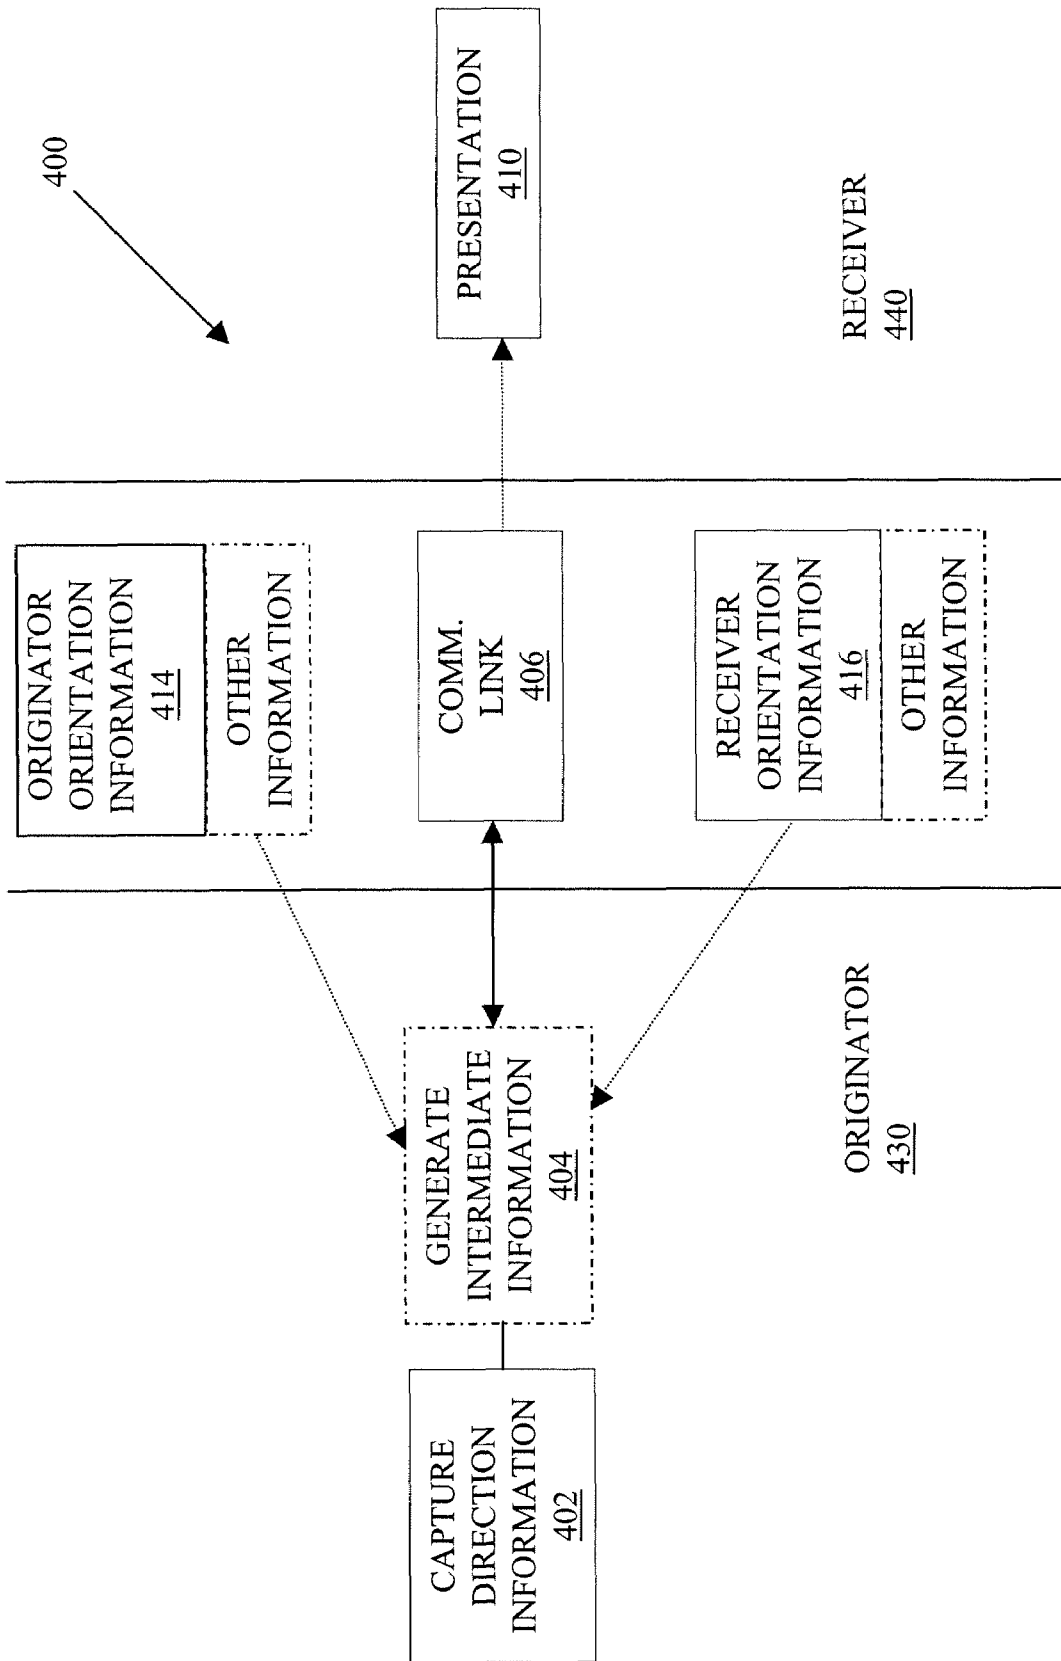 400
ORIGINATOR
ORIENTATION
INFORMATION
414
OTHER
INFORMATION
CAPTURE
DIRECTION
INFORMATION
402
GENERATE
INTERMEDIATE
INFORMATION
404
COMM.
LINK
406
PRESENTATION
410
RECEIVER
ORIENTATION
INFORMATION
416
OTHER
INFORMATION
ORIGINATOR
430
RECEIVER
440